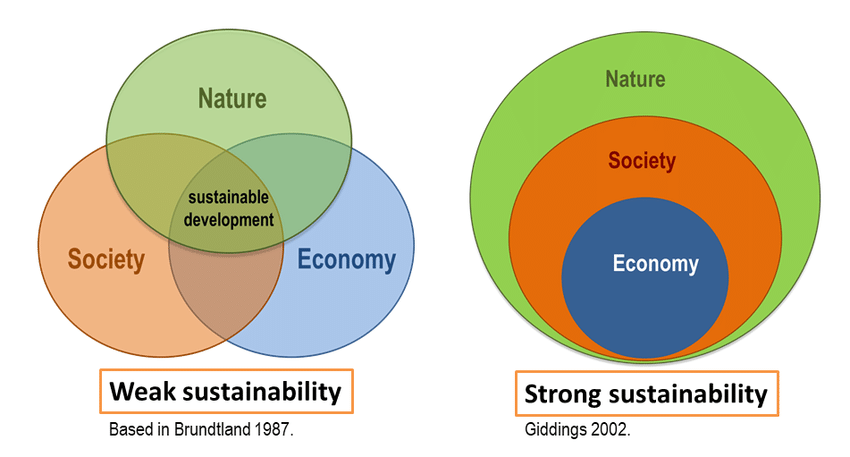 Nature
sustainable
development
Society
Economy
Weak sustainability
Based in Brundtland 1987.
Nature
Society
Economy
Strong sustainability
Giddings 2002.